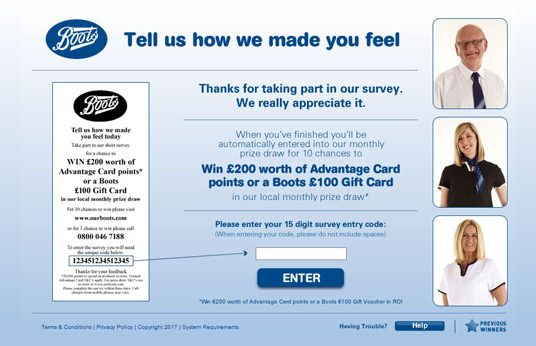 Boots
Tell us how we made you feel
Boots
Tell us how we made
you feel today
Take part in our short survey
for a chance to
WIN £200 worth of
Advantage Card points*
or a Boots
£100 Gift Card
in our local monthly prize draw
For 10 chances to win please visit
www.ourboots.com
or for 1 chance to win please call
0800 046 7188
To enter the survey you will need
the unique code below:
123451234512345
Thanks for your feedback
Thanks for taking part in our survey.
We really appreciate it.
When you've finished you'll be
automatically entered into our monthly
prize draw for 10 chances to
Win £200 worth of Advantage Card
points or a Boots £100 Gift Card
in our local monthly prize draw*
Please enter your 15 digit survey entry code:
(When entering your code, please do not include spaces)
ENTER
*Win £200 worth of Advantage Card points or a Boots €100 Gift Voucher in ROI
Terms & Conditions | Privacy Policy | Copyright 2017 | System Requirements
Having Trouble?
Help
PREVIOUS
WINNERS